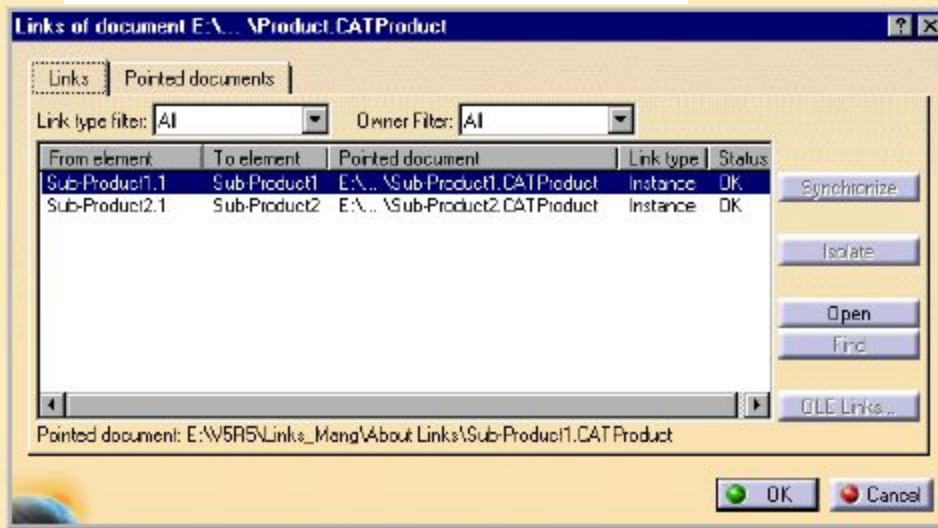 Links of document E:\... \Product.CATProduct
Links
Pointed documents
Link type filter: All
Owner Filter: All
From element To element Pointed document Link type Status
Sub-Product1.1 Sub-Product1 E:\... \Sub-Product1.CATProduct Instance OK
Sub-Product2.1 Sub-Product2 E:\... \Sub-Product2.CATProduct Instance OK
Synchronize
Isolate
Open
Find
OLE Links...
Pointed document: E:\V5R5\Links_Mang\About Links\Sub-Product1.CATProduct
OK Cancel